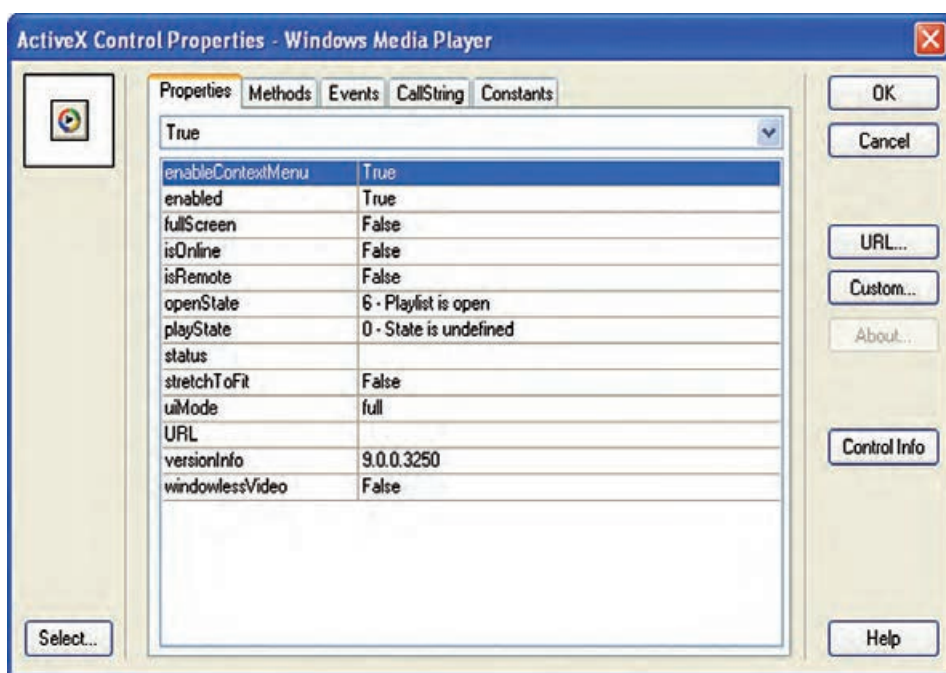 ActiveX Control Properties - Windows Media Player
Properties Methods Events CallString Constants
True
enableContextMenu True
enabled True
fullScreen False
isOnline False
isRemote False
openState 6 - Playlist is open
playState 0 - State is undefined
status
stretchToFit False
uiMode full
URL
versionInfo 9.0.0.3250
windowlessVideo False
OK
Cancel
URL...
Custom...
About...
Control Info
Select...
Help